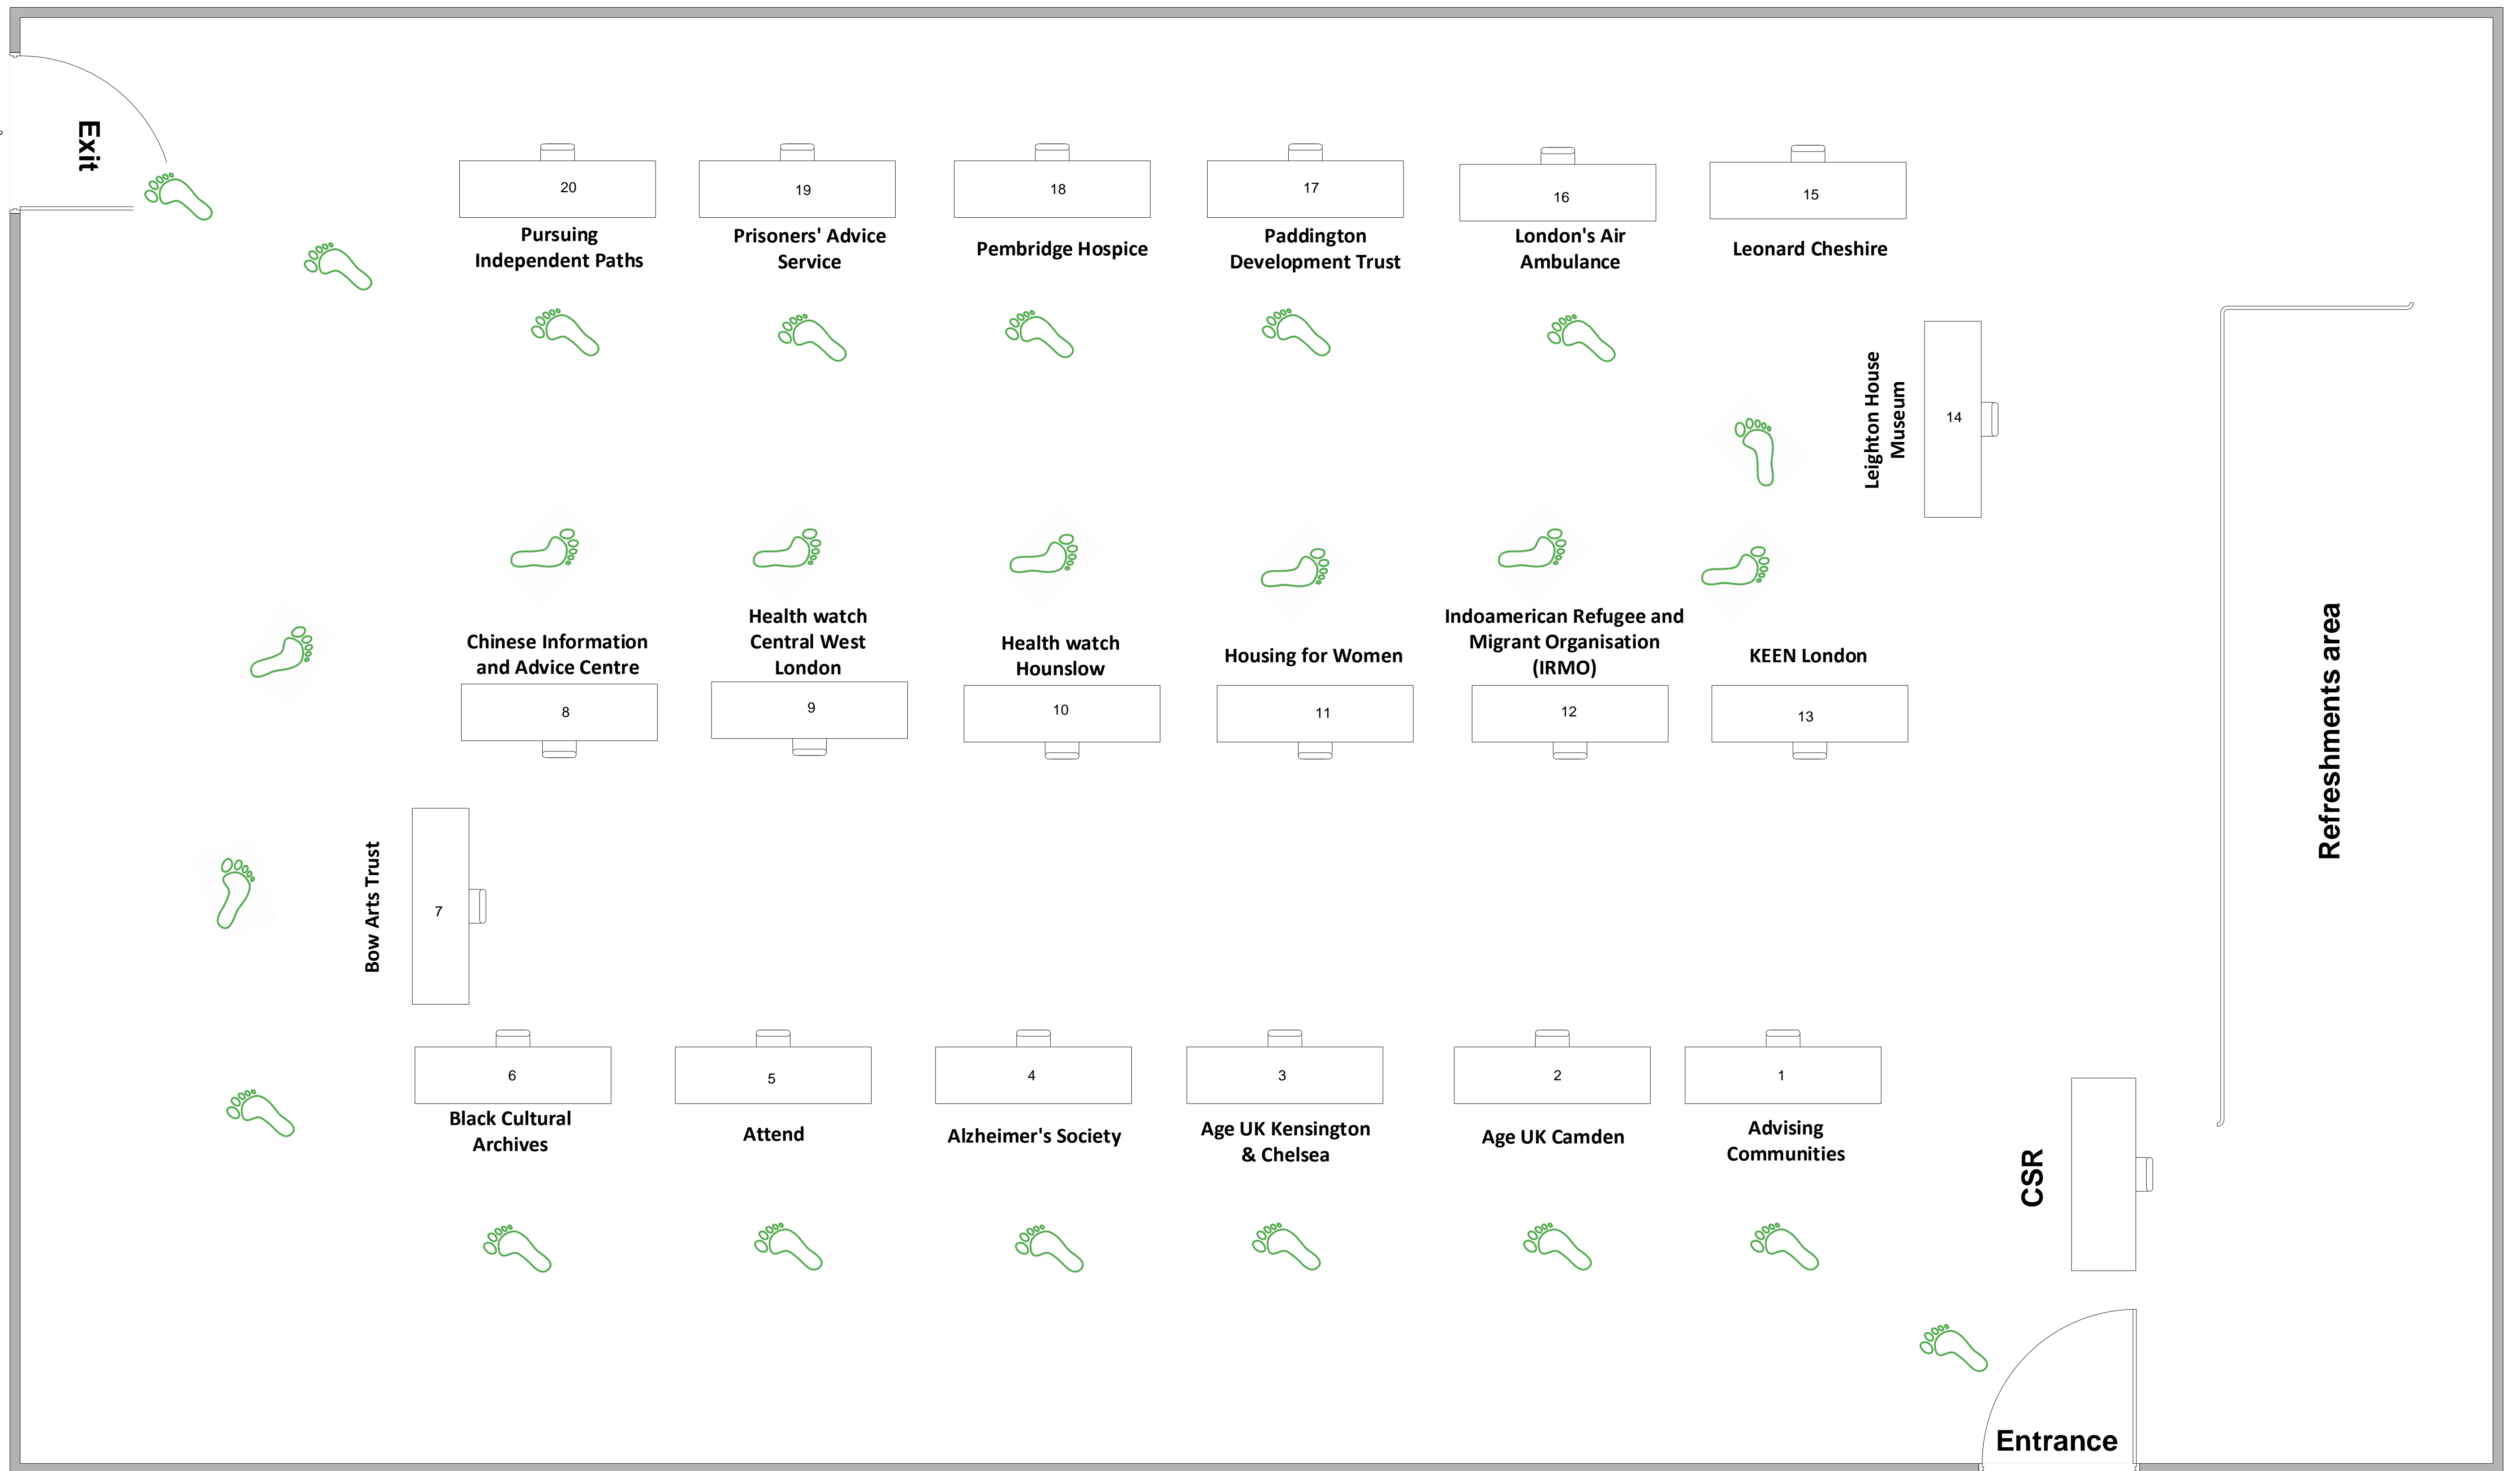 Exit
20
19
18
17
16
15
Pursuing
Independent Paths
Prisoners' Advice
Service
Pembridge Hospice
Paddington
Development Trust
London's Air
Ambulance
Leonard Cheshire
Leighton House
Museum
14
Chinese Information
and Advice Centre
Health watch
Central West
London
Health watch
Hounslow
Housing for Women
Indoamerican Refugee and
Migrant Organisation
(IRMO)
KEEN London
8
9
10
11
12
13
Refreshments area
Bow Arts Trust
7
6
5
4
3
2
1
Black Cultural
Archives
Attend
Alzheimer's Society
Age UK Kensington
& Chelsea
Age UK Camden
Advising
Communities
CSR
Entrance